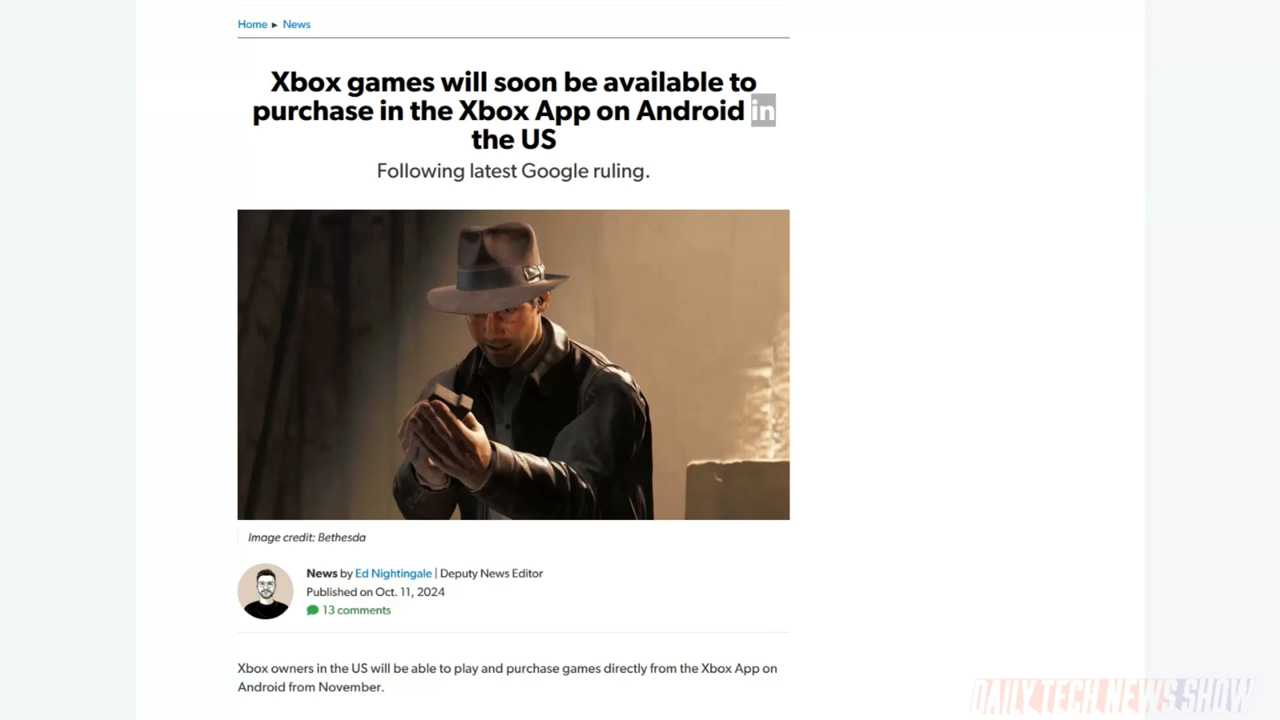 Home ▸ News
Xbox games will soon be available to
purchase in the Xbox App on Android in
the US
Following latest Google ruling.
Image credit: Bethesda
News by Ed Nightingale | Deputy News Editor
Published on Oct. 11, 2024
13 comments
Xbox owners in the US will be able to play and purchase games directly from the Xbox App on
Android from November.
DAILY TECH NEWS SHOW